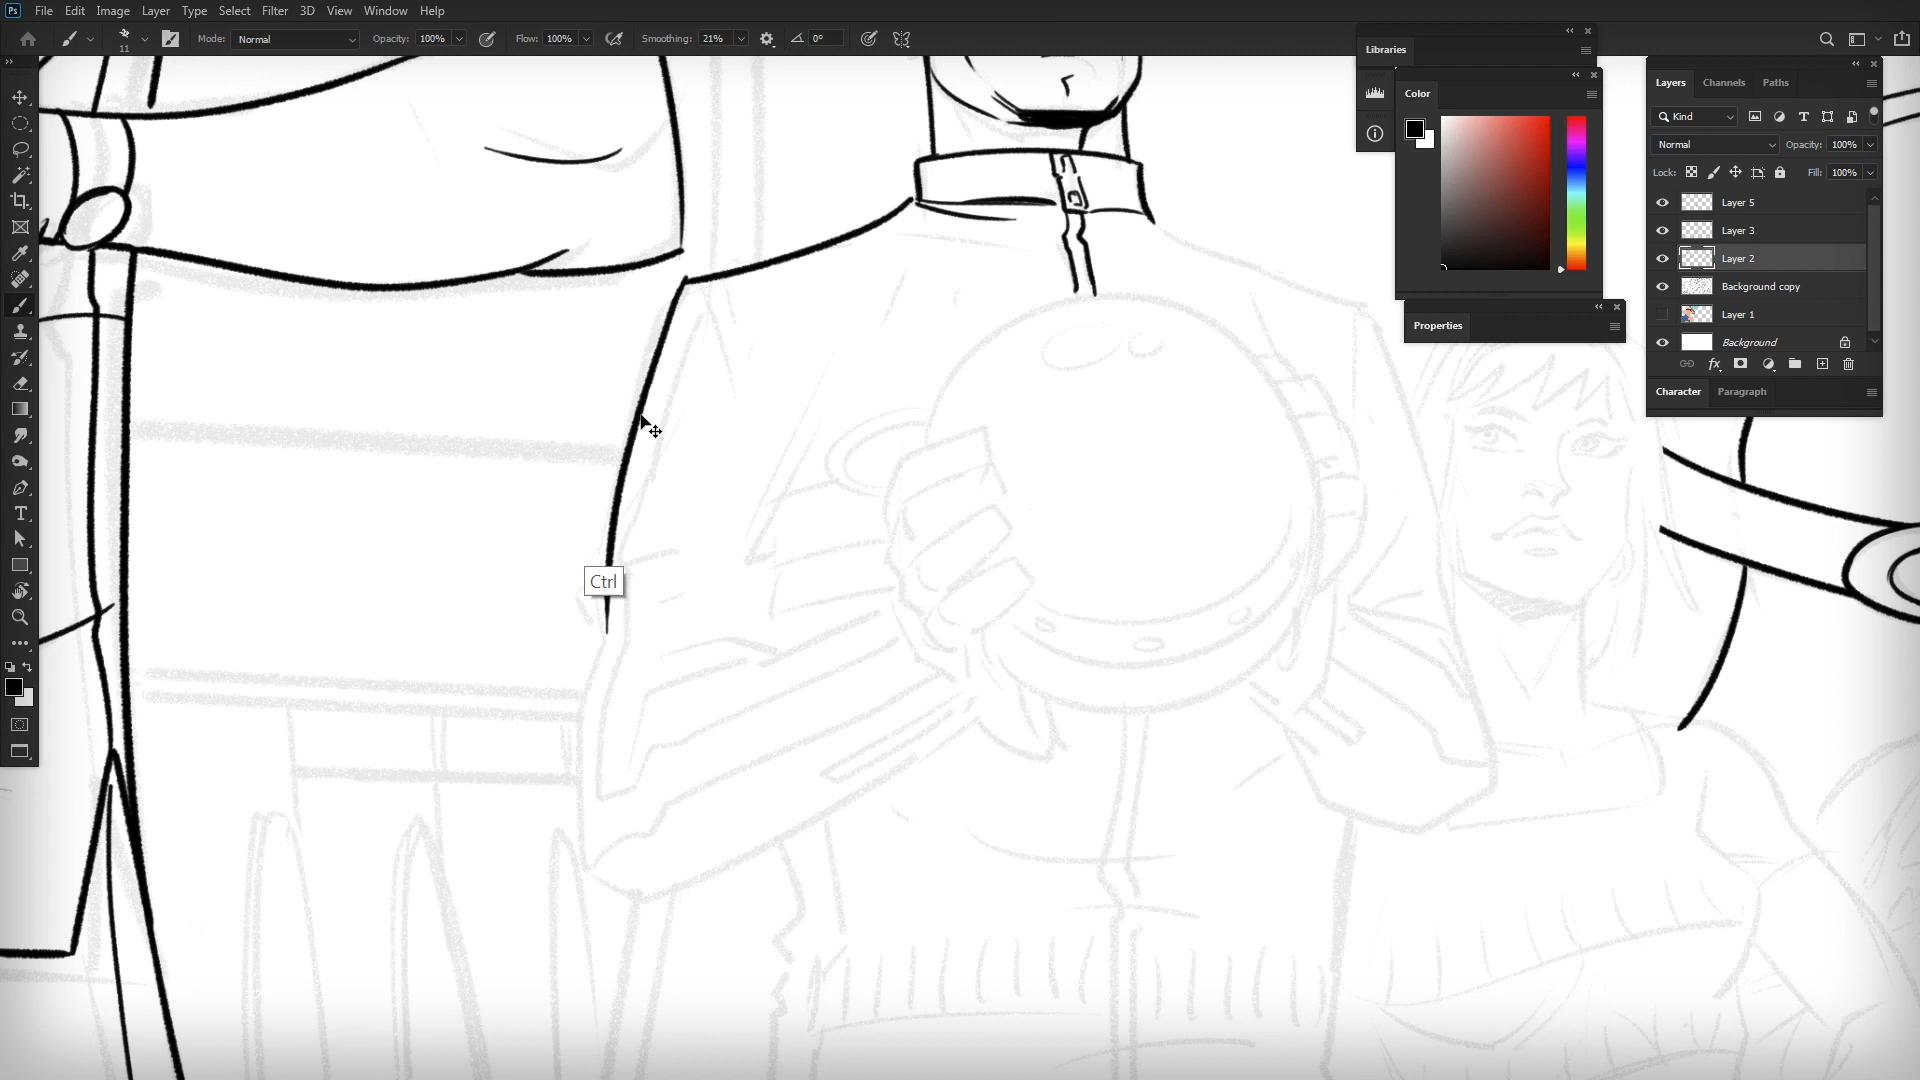 Ps File Edit Image Layer Type Select Filter 3D View Window Help
11 Mode: Normal Opacity: 100% Flow: 100% Smoothing: 21% 0°
Libraries
Color
Properties
Layers Channels Paths
Kind
Normal Opacity: 100%
Lock: Fill: 100%
Layer 5
Layer 3
Layer 2
Background copy
Layer 1
Background
fx
Character Paragraph
Ctrl